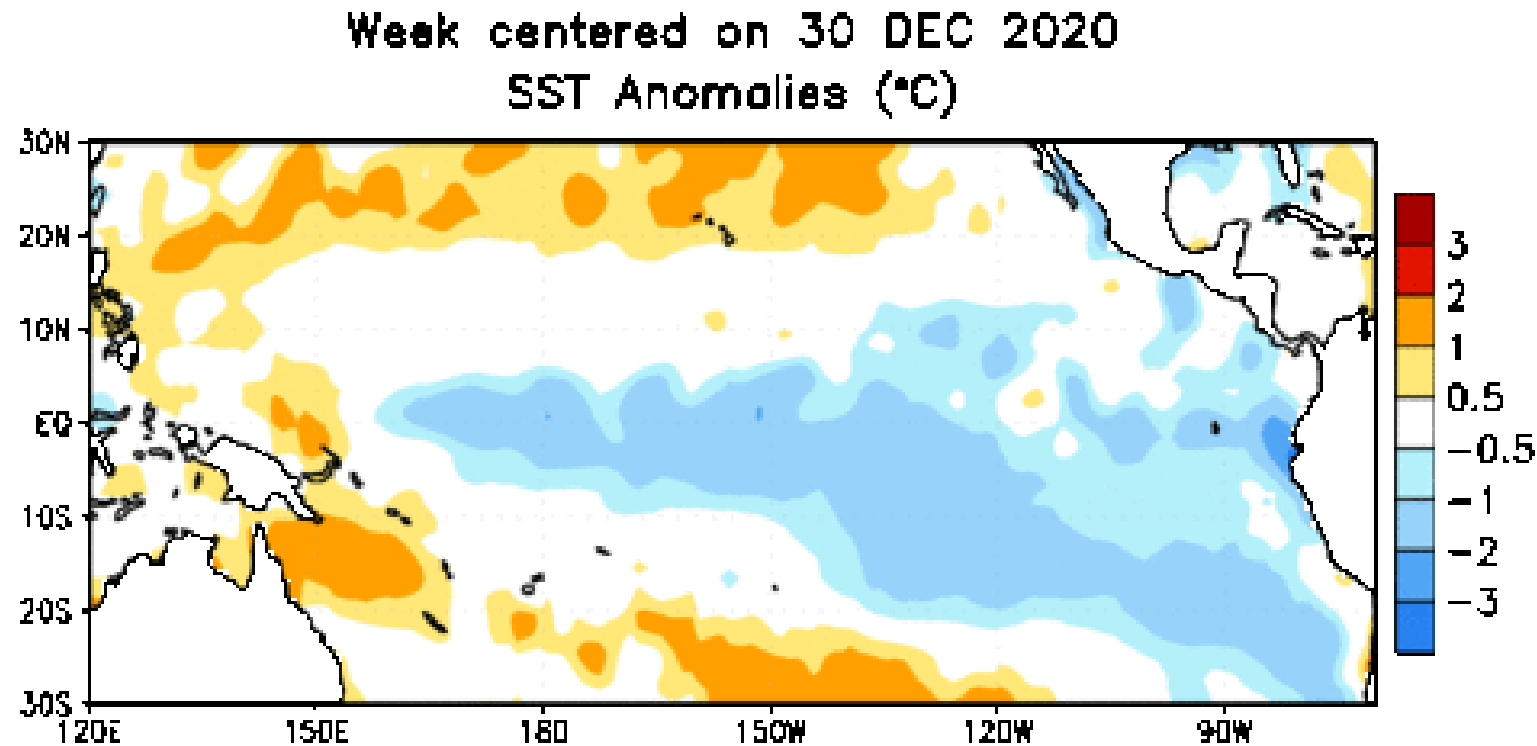 Week centered on 30 DEC 2020
SST Anomalies (°C)
30N
20N
10N
EQ
10S
20S
30S
120E 150E 180 150W 120W 90W
3
2
1
0.5
-0.5
-1
-2
-3